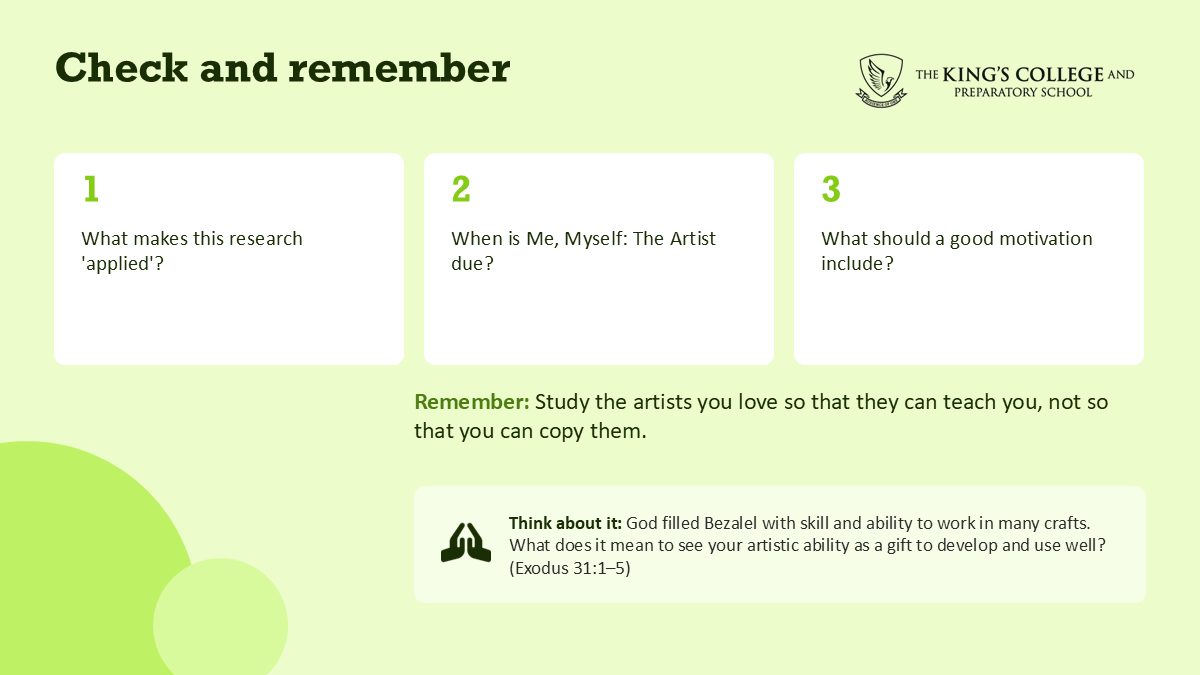 Check and remember
THE KING'S COLLEGE AND
PREPARATORY SCHOOL
1
What makes this research
'applied'?
2
When is Me, Myself: The Artist
due?
3
What should a good motivation
include?
Remember: Study the artists you love so that they can teach you, not so
that you can copy them.
Think about it: God filled Bezalel with skill and ability to work in many crafts.
What does it mean to see your artistic ability as a gift to develop and use well?
(Exodus 31:1–5)